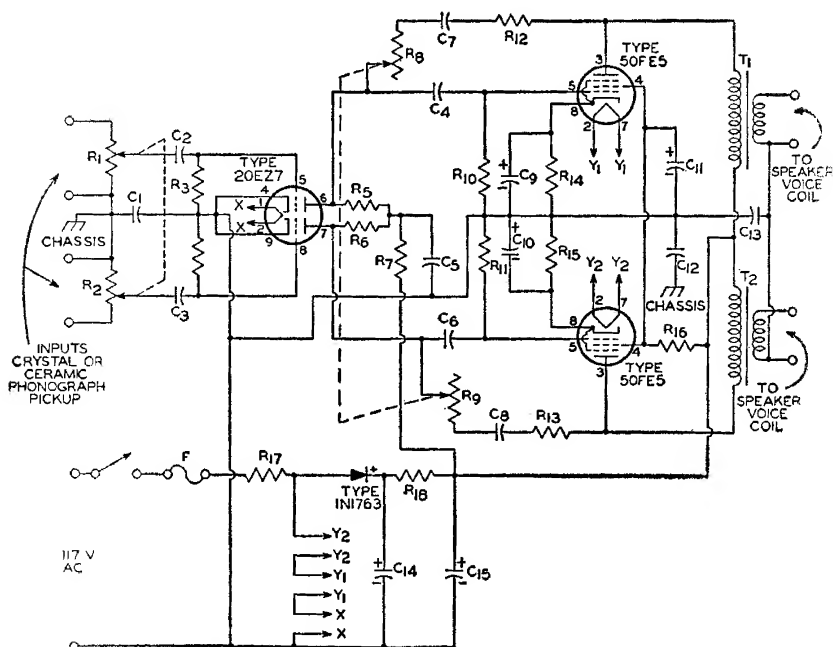 C7
R12
R8
TYPE
50FE5
3
4
5
8
2
7
Y1
Y1
T1
C4
C2
R1
R3
TYPE
20EZ7
5
4
1
X
X
2
9
6
7
8
R5
R6
R10
C9
R14
C11
TO
SPEAKER
VOICE
COIL
C1
CHASSIS
R2
C3
R7
C5
R11
C10
R15
C13
C12
CHASSIS
Y2
Y2
T2
C6
8
5
2
7
4
3
R16
TYPE
50FE5
INPUTS
CRYSTAL OR
CERAMIC
PHONOGRAPH
PICKUP
R9
C8
R13
TO
SPEAKER
VOICE
COIL
F
R17
TYPE
IN1763
R18
117 V
AC
Y2
Y2
Y1
Y1
X
X
C14
C15